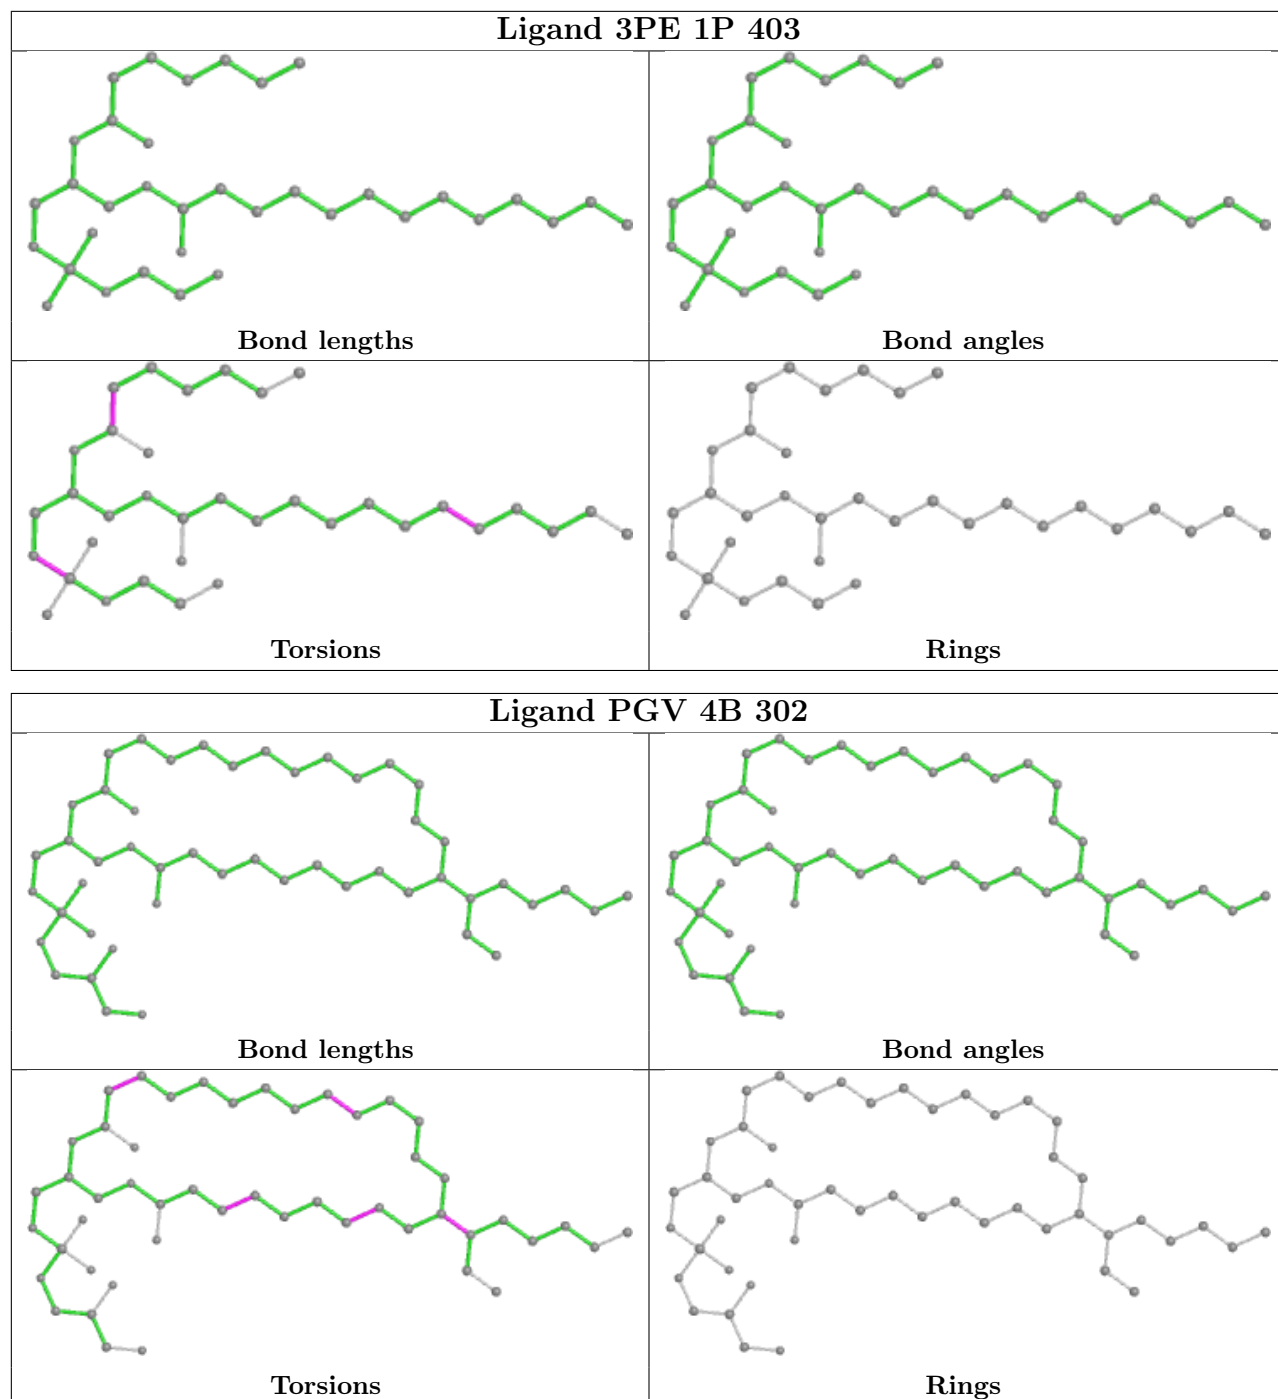 Ligand 3PE 1P 403
Bond lengths
Bond angles
Torsions
Rings
Ligand PGV 4B 302
Bond lengths
Bond angles
Torsions
Rings